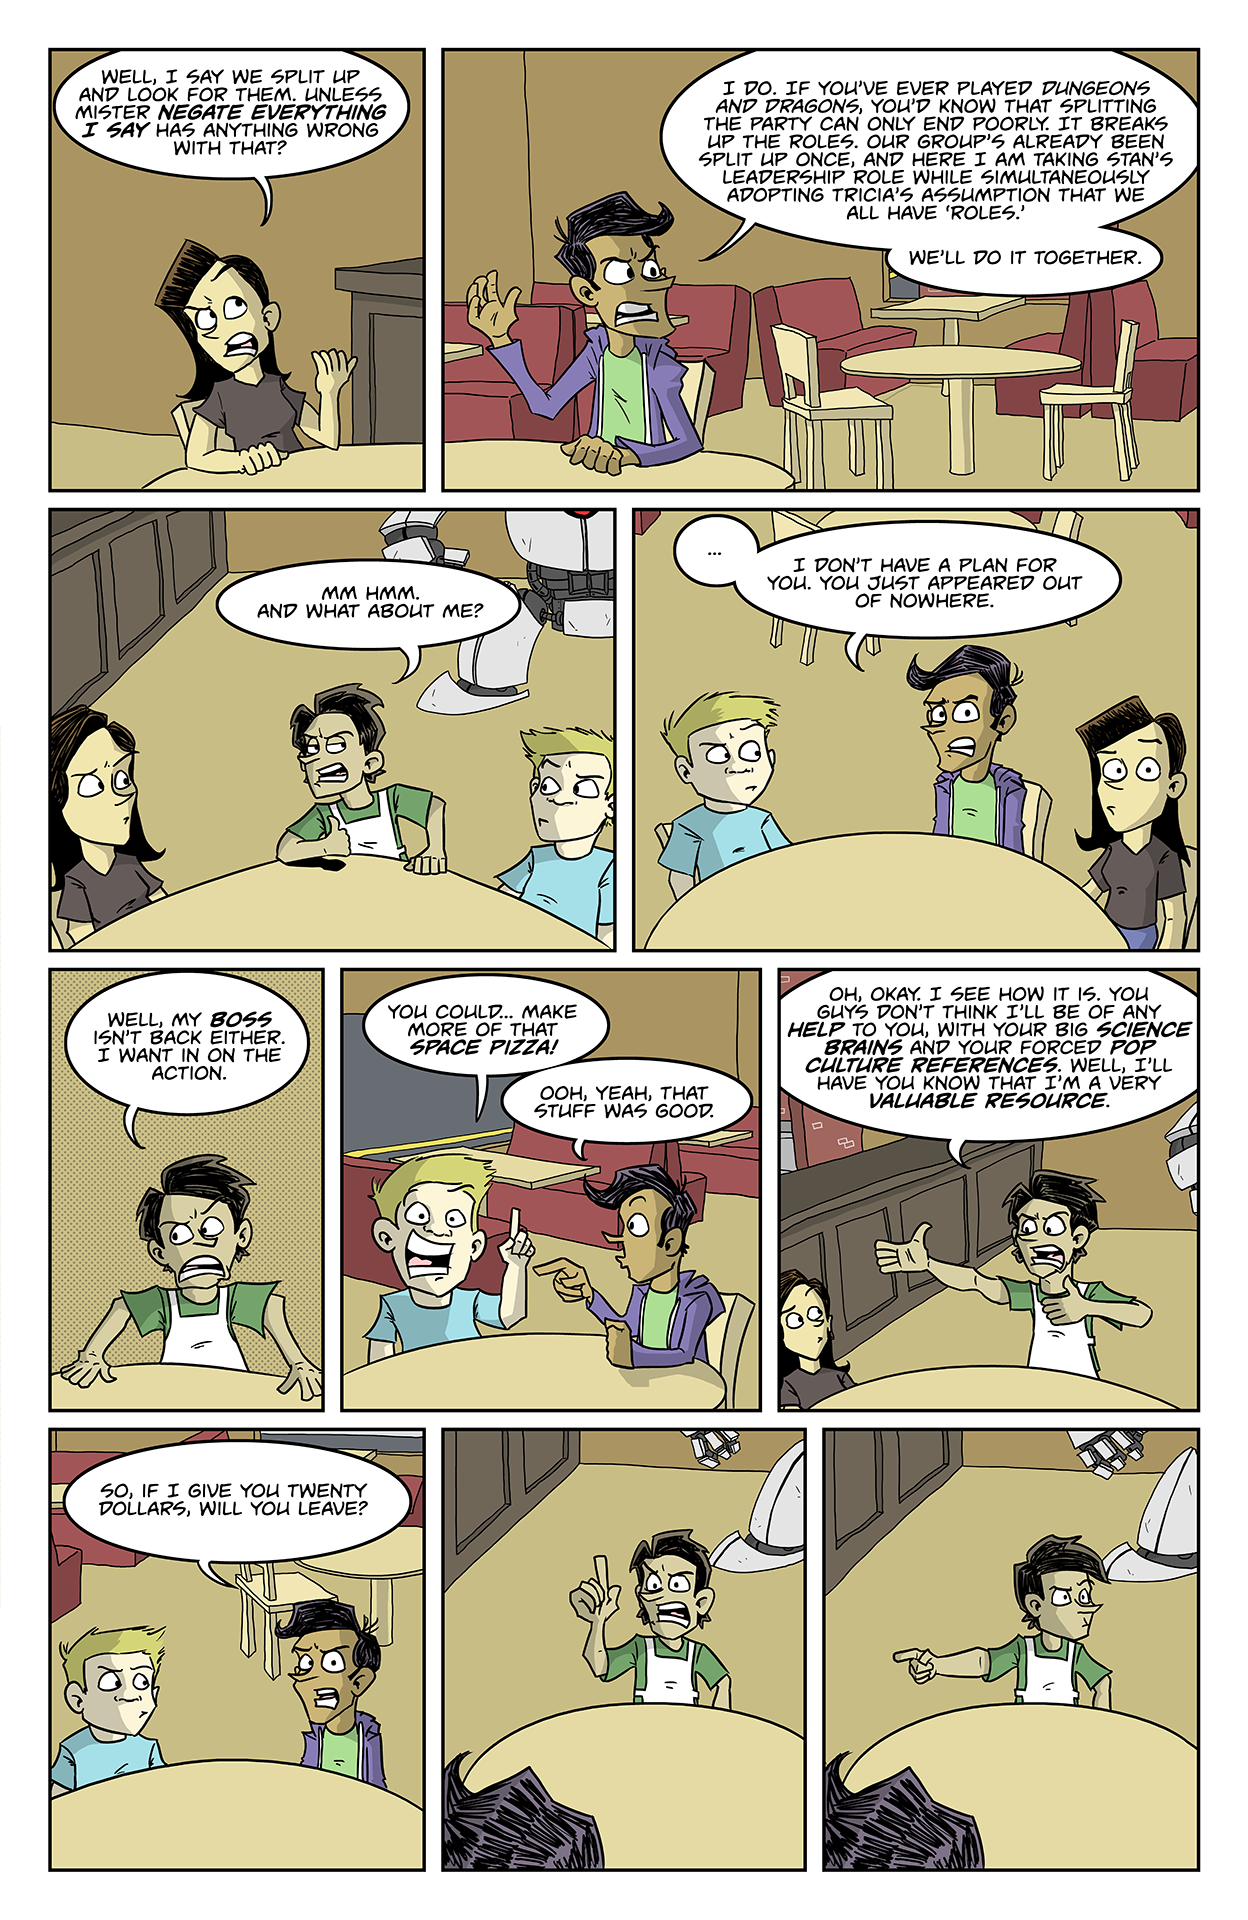 WELL, I SAY WE SPLIT UP
AND LOOK FOR THEM. UNLESS
MISTER NEGATE EVERYTHING
I SAY HAS ANYTHING WRONG
WITH THAT?
I DO. IF YOU'VE EVER PLAYED DUNGEONS
AND DRAGONS, YOU'D KNOW THAT SPLITTING
THE PARTY CAN ONLY END POORLY. IT BREAKS
UP THE ROLES. OUR GROUP'S ALREADY BEEN
SPLIT UP ONCE, AND HERE I AM TAKING STAN'S
LEADERSHIP ROLE WHILE SIMULTANEOUSLY
ADOPTING TRICIA'S ASSUMPTION THAT WE
ALL HAVE 'ROLES.'
WE'LL DO IT TOGETHER.
MM HMM.
AND WHAT ABOUT ME?
...
I DON'T HAVE A PLAN FOR
YOU. YOU JUST APPEARED OUT
OF NOWHERE.
WELL, MY BOSS
ISN'T BACK EITHER.
I WANT IN ON THE
ACTION.
YOU COULD... MAKE
MORE OF THAT
SPACE PIZZA!
OOH, YEAH, THAT
STUFF WAS GOOD.
OH, OKAY. I SEE HOW IT IS. YOU
GUYS DON'T THINK I'LL BE OF ANY
HELP TO YOU, WITH YOUR BIG SCIENCE
BRAINS AND YOUR FORCED POP
CULTURE REFERENCES. WELL, I'LL
HAVE YOU KNOW THAT I'M A VERY
VALUABLE RESOURCE.
SO, IF I GIVE YOU TWENTY
DOLLARS, WILL YOU LEAVE?